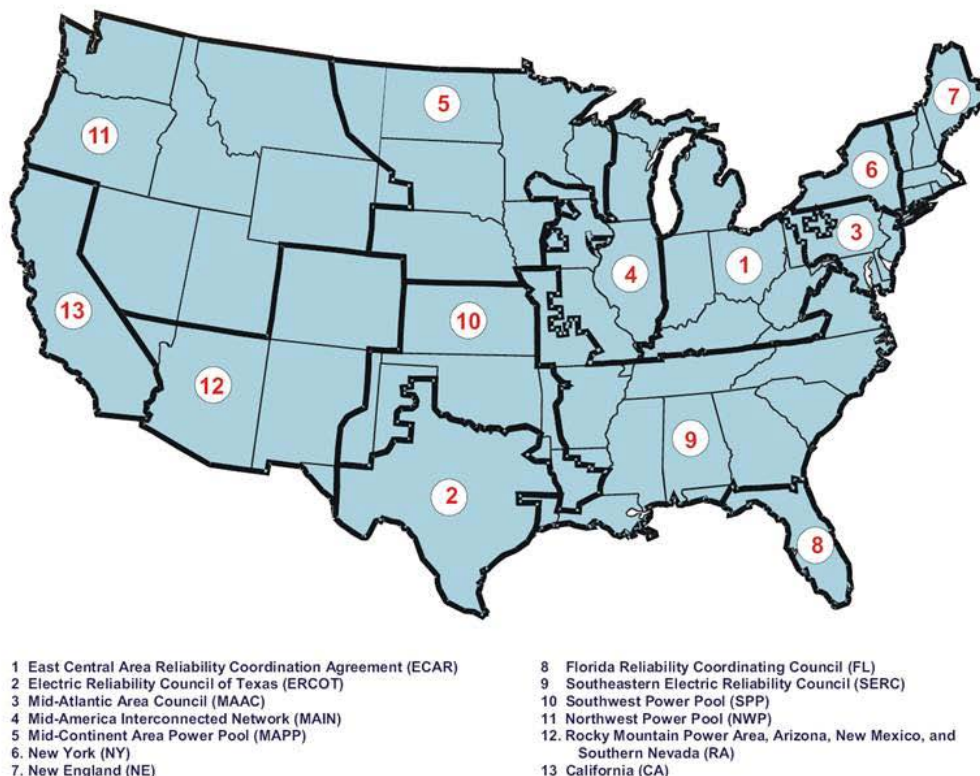 7
5
11
6
3
1
4
13
10
12
9
2
8
1 East Central Area Reliability Coordination Agreement (ECAR)
2 Electric Reliability Council of Texas (ERCOT)
3 Mid-Atlantic Area Council (MAAC)
4 Mid-America Interconnected Network (MAIN)
5 Mid-Continent Area Power Pool (MAPP)
6. New York (NY)
7. New England (NE)
8 Florida Reliability Coordinating Council (FL)
9 Southeastern Electric Reliability Council (SERC)
10 Southwest Power Pool (SPP)
11 Northwest Power Pool (NWP)
12. Rocky Mountain Power Area, Arizona, New Mexico, and
Southern Nevada (RA)
13 California (CA)